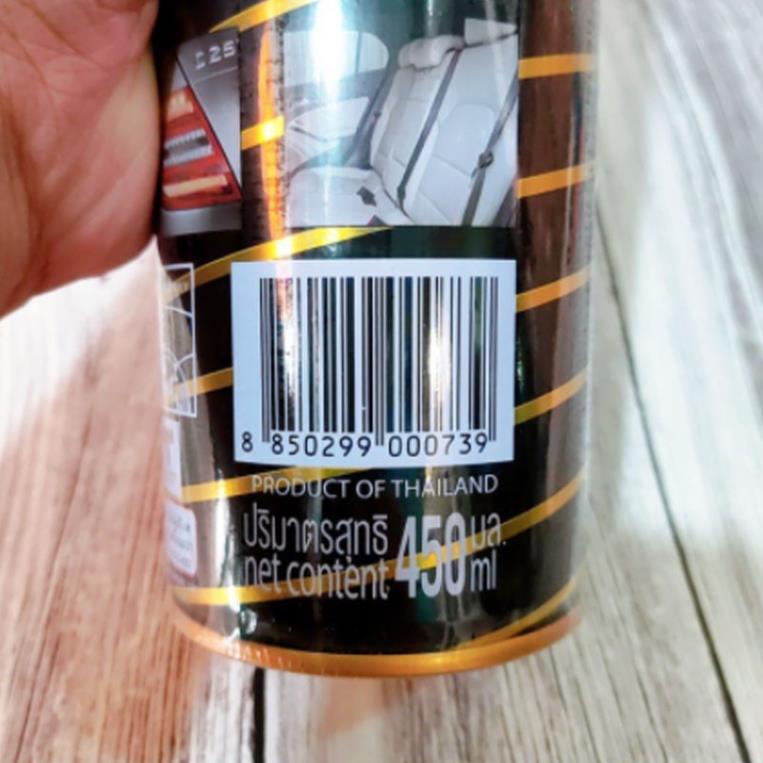 8 850299 000739
PRODUCT OF THAILAND
ปริมาตรสุทธิ 450 มล.
net content 450 ml